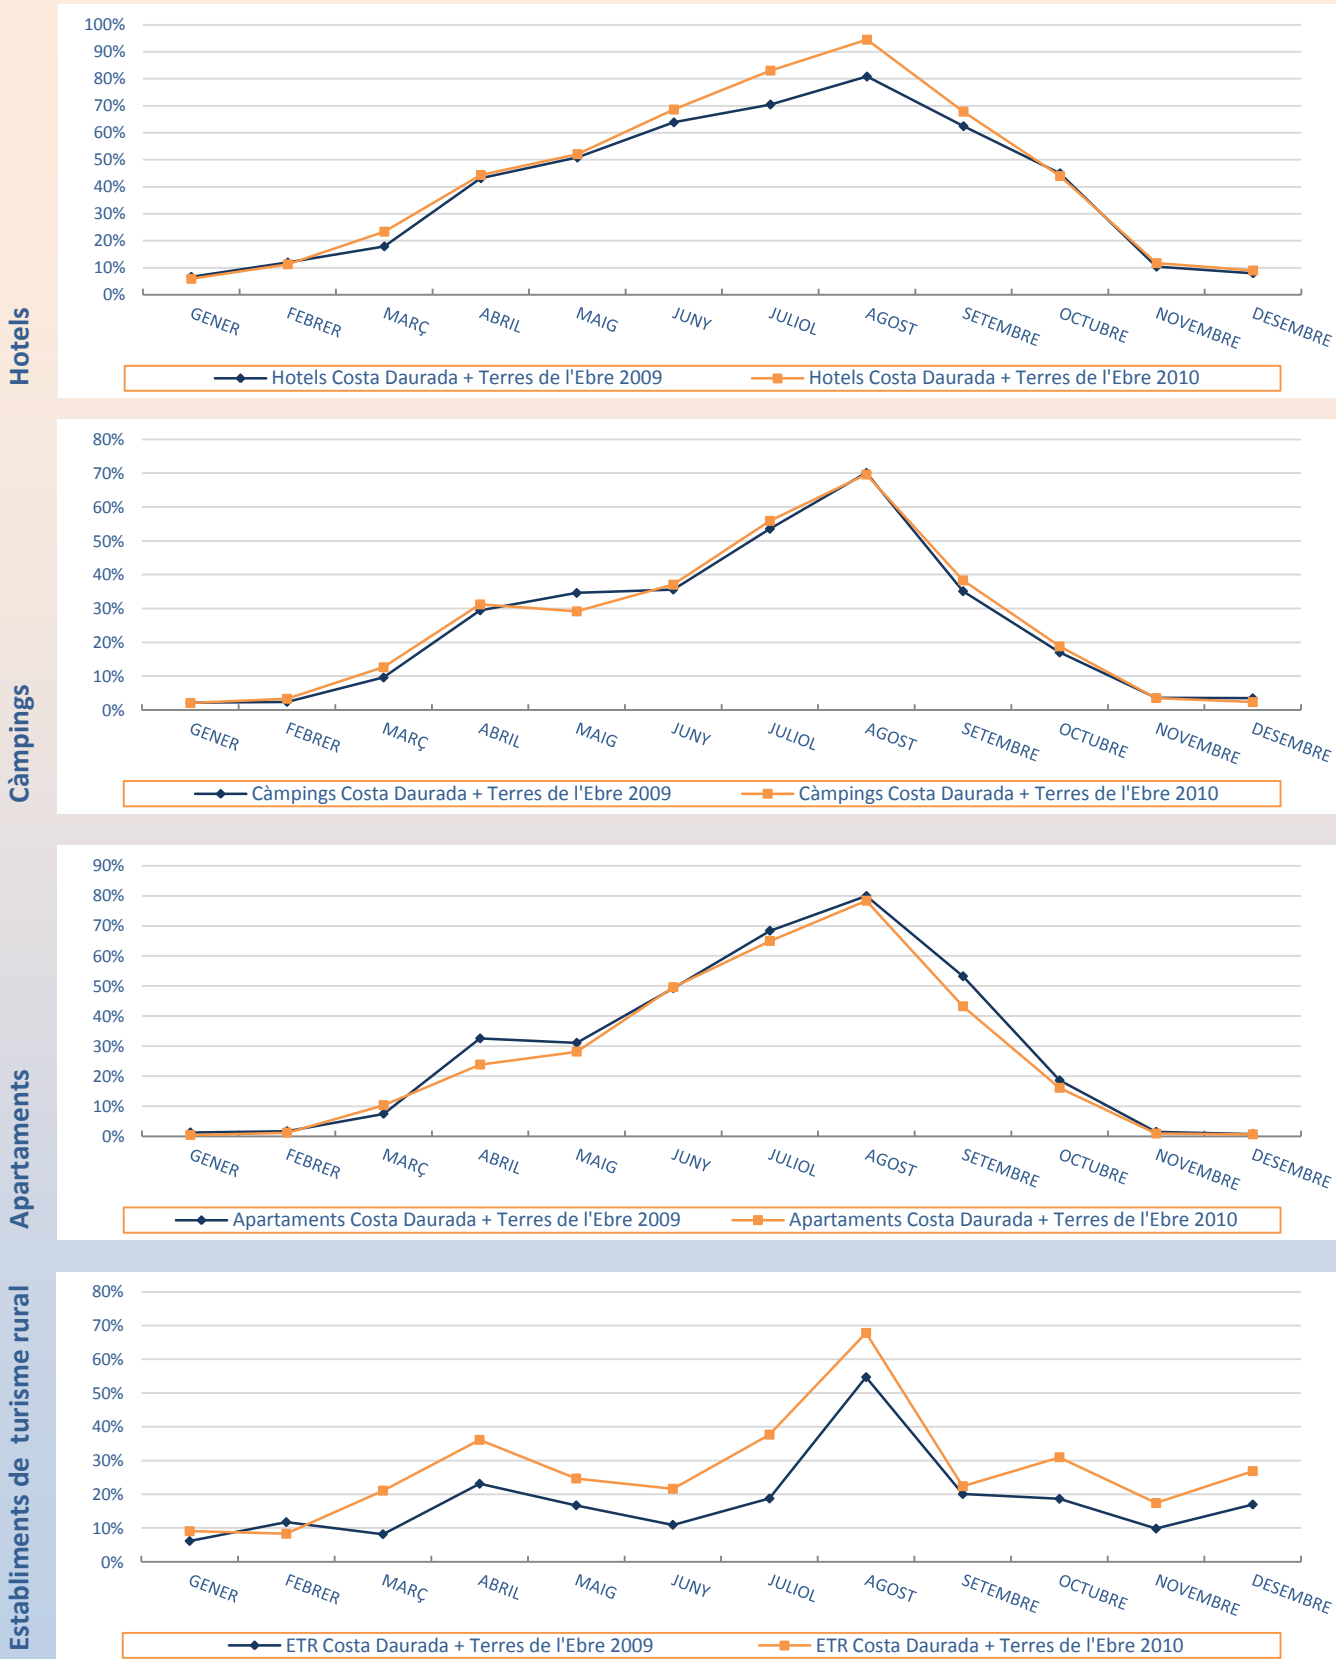 Hotels
100%
90%
80%
70%
60%
50%
40%
30%
20%
10%
0%
GENER
FEBRER
MARÇ
ABRIL
MAIG
JUNY
JULIOL
AGOST
SETEMBRE
OCTUBRE
NOVEMBRE
DESEMBRE
Hotels Costa Daurada + Terres de l'Ebre 2009
Hotels Costa Daurada + Terres de l'Ebre 2010
Càmpings
80%
70%
60%
50%
40%
30%
20%
10%
0%
GENER
FEBRER
MARÇ
ABRIL
MAIG
JUNY
JULIOL
AGOST
SETEMBRE
OCTUBRE
NOVEMBRE
DESEMBRE
Càmpings Costa Daurada + Terres de l'Ebre 2009
Càmpings Costa Daurada + Terres de l'Ebre 2010
Apartaments
90%
80%
70%
60%
50%
40%
30%
20%
10%
0%
GENER
FEBRER
MARÇ
ABRIL
MAIG
JUNY
JULIOL
AGOST
SETEMBRE
OCTUBRE
NOVEMBRE
DESEMBRE
Apartaments Costa Daurada + Terres de l'Ebre 2009
Apartaments Costa Daurada + Terres de l'Ebre 2010
Establiments de turisme rural
80%
70%
60%
50%
40%
30%
20%
10%
0%
GENER
FEBRER
MARÇ
ABRIL
MAIG
JUNY
JULIOL
AGOST
SETEMBRE
OCTUBRE
NOVEMBRE
DESEMBRE
ETR Costa Daurada + Terres de l'Ebre 2009
ETR Costa Daurada + Terres de l'Ebre 2010